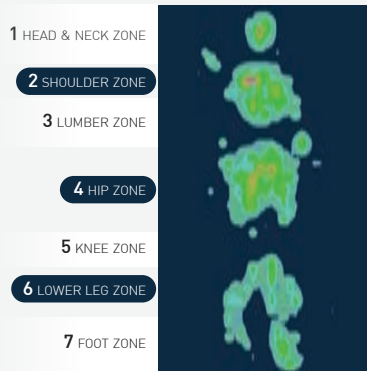 1 HEAD & NECK ZONE
2 SHOULDER ZONE
3 LUMBER ZONE
4 HIP ZONE
5 KNEE ZONE
6 LOWER LEG ZONE
7 FOOT ZONE